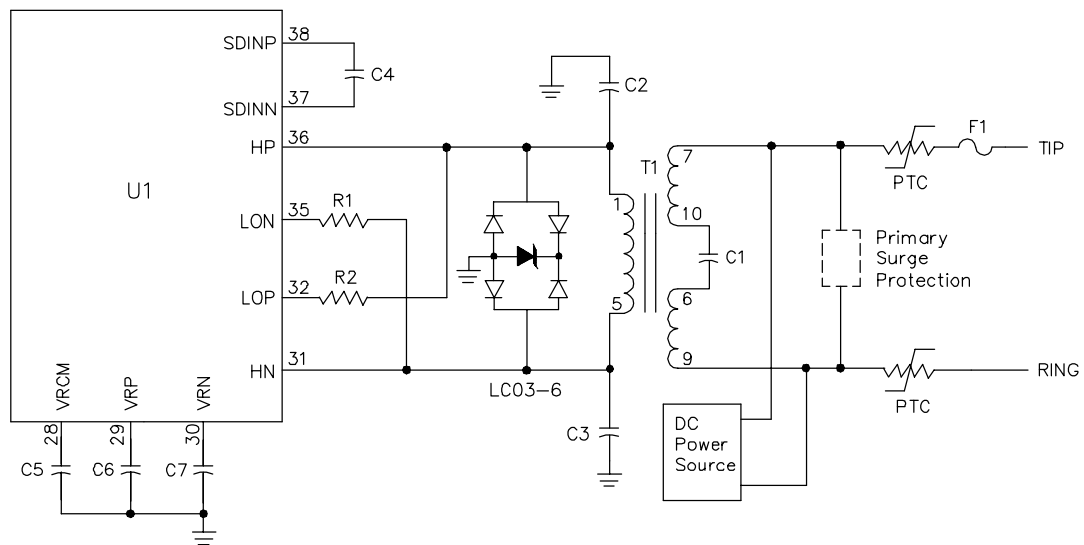 SDINP 38
C4
SDINN 37
C2
HP 36
U1
T1
7
F1
TIP
PTC
LON 35
R1
1
10
C1
Primary
Surge
Protection
LOP 32
R2
5
6
HN 31
9
RING
LC03-6
PTC
VRCM
VRP
VRN
28
29
30
C3
DC
Power
Source
C5
C6
C7